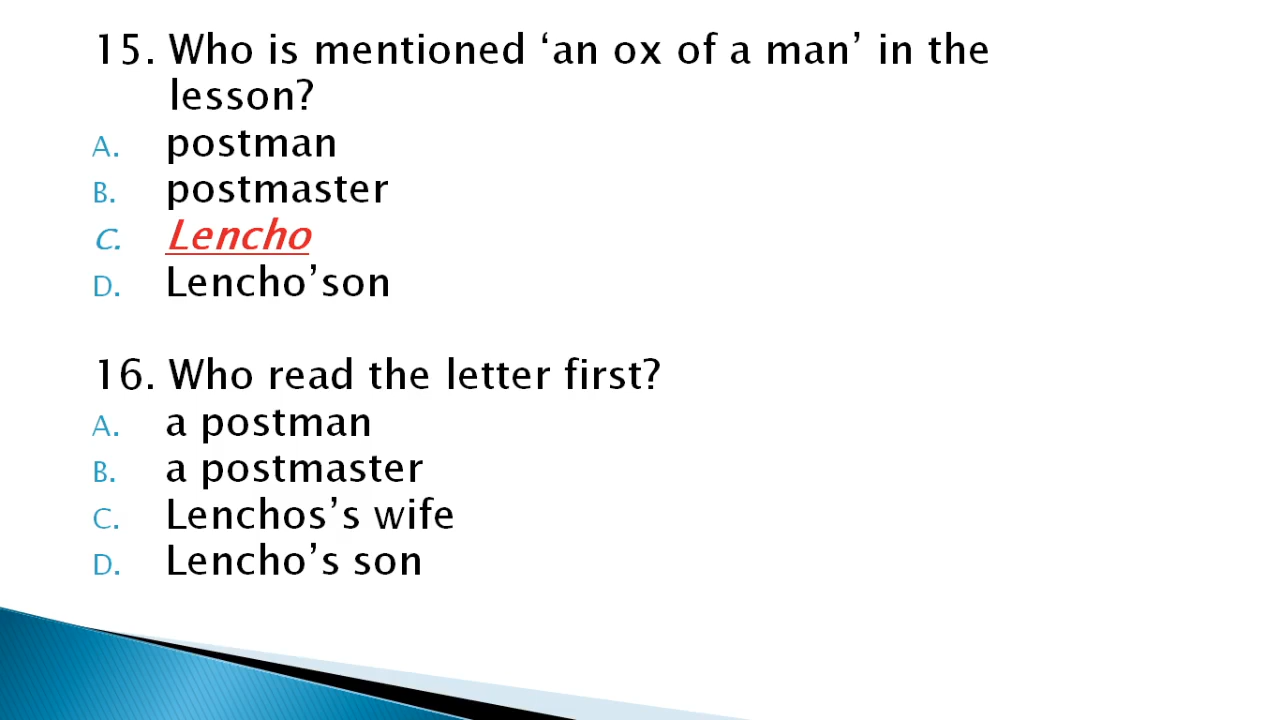 15. Who is mentioned ‘an ox of a man’ in the
lesson?
A. postman
B. postmaster
C. Lencho
D. Lencho’son
16. Who read the letter first?
A. a postman
B. a postmaster
C. Lenchos’s wife
D. Lencho’s son